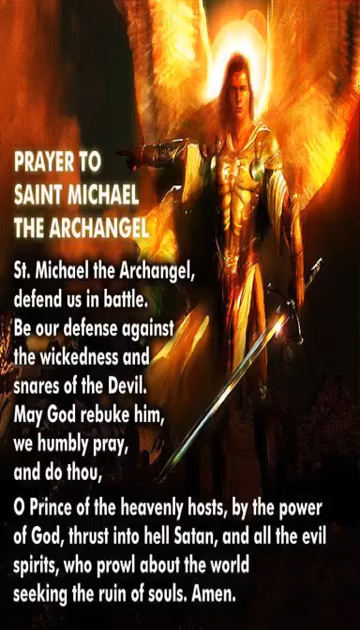 PRAYER TO
SAINT MICHAEL
THE ARCHANGEL
St. Michael the Archangel,
defend us in battle.
Be our defense against
the wickedness and
snares of the Devil.
May God rebuke him,
we humbly pray,
and do thou,
O Prince of the heavenly hosts, by the power
of God, thrust into hell Satan, and all the evil
spirits, who prowl about the world
seeking the ruin of souls. Amen.